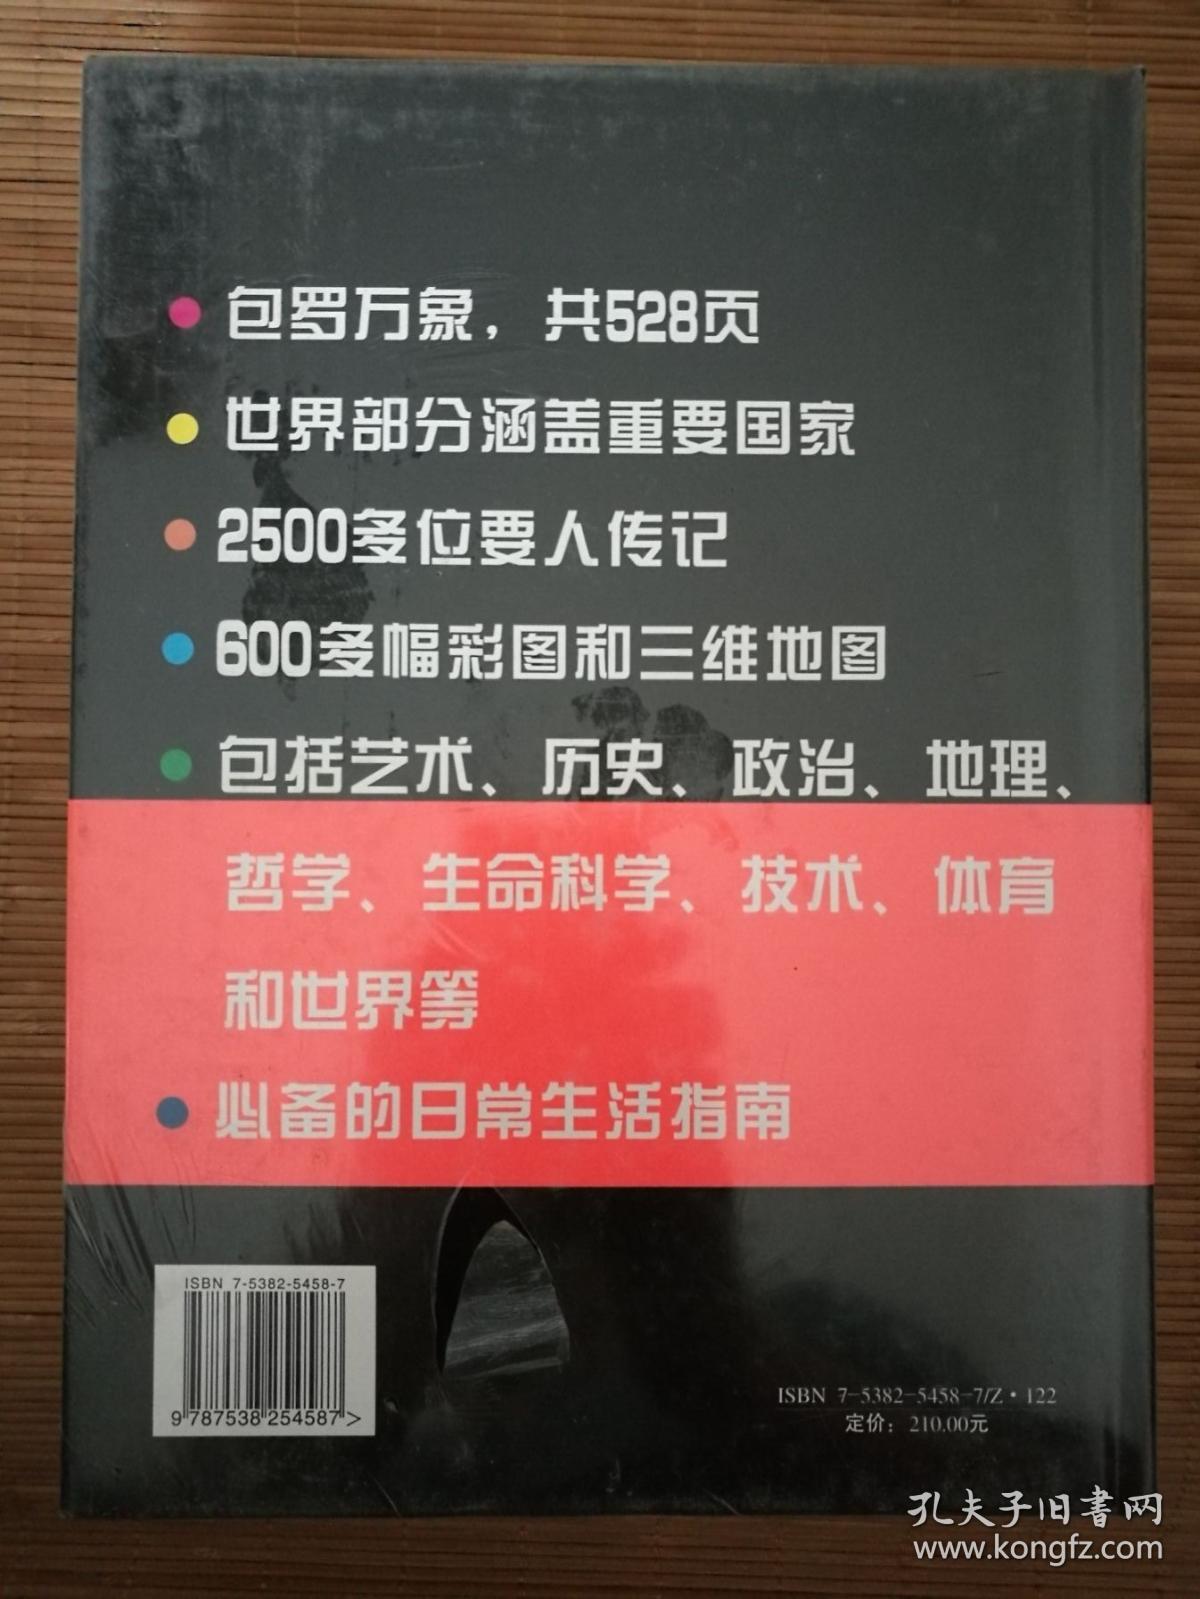 包罗万象，共528页
世界部分涵盖重要国家
2500多位要人传记
600多幅彩图和三维地图
包括艺术、历史、政治、地理、
哲学、生命科学、技术、体育
和世界等
必备的日常生活指南
ISBN 7-5382-5458-7
9 787538 254587 >
ISBN 7-5382-5458-7/Z·122
定价：210.00元
孔夫子旧書网
www.kongfz.com